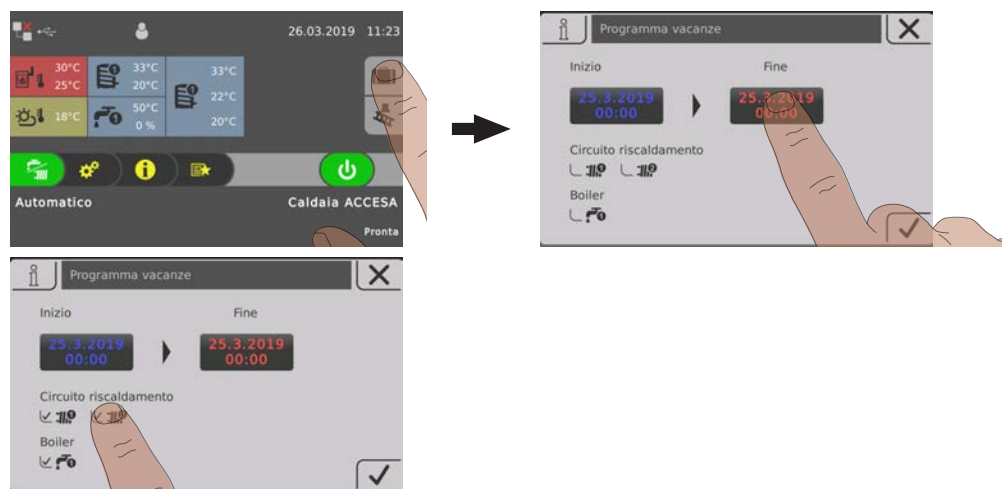 26.03.2019 11:23
30°C 33°C 33°C
25°C 20°C 22°C
18°C 50°C 20°C
0 %
Automatico Caldaia ACCESA
Pronta
Programma vacanze
Inizio Fine
25.3.2019 25.3.2019
00:00 00:00
Circuito riscaldamento
Boiler
Programma vacanze
Inizio Fine
25.3.2019 25.3.2019
00:00 00:00
Circuito riscaldamento
Boiler